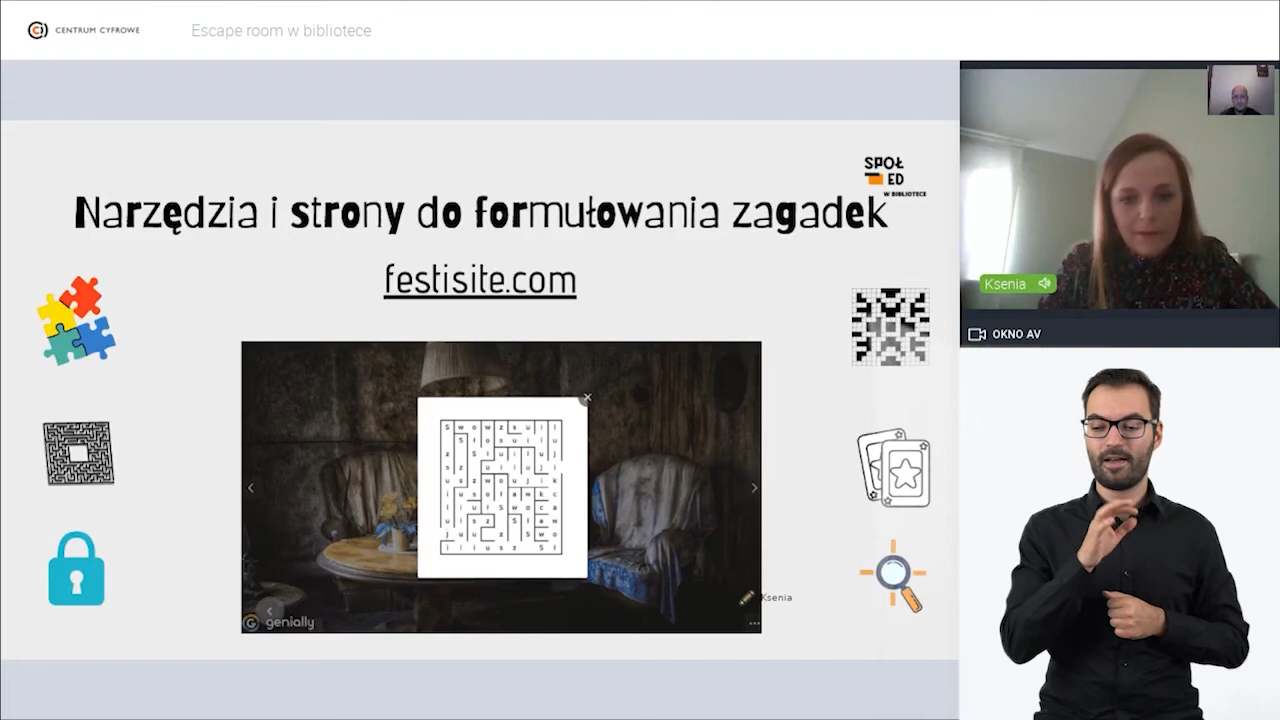 CENTRUM CYFROWE
Escape room w bibliotece
SPOŁ
ED
W BIBLIOTECE
Narzędzia i strony do formułowania zagadek
festisite.com
genially
Ksenia
Ksenia
OKNO AV